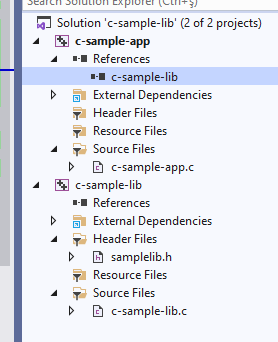 Search Solution Explorer (Ctrl+ş)
Solution 'c-sample-lib' (2 of 2 projects)
c-sample-app
References
c-sample-lib
External Dependencies
Header Files
Resource Files
Source Files
c-sample-app.c
c-sample-lib
References
External Dependencies
Header Files
samplelib.h
Resource Files
Source Files
c-sample-lib.c